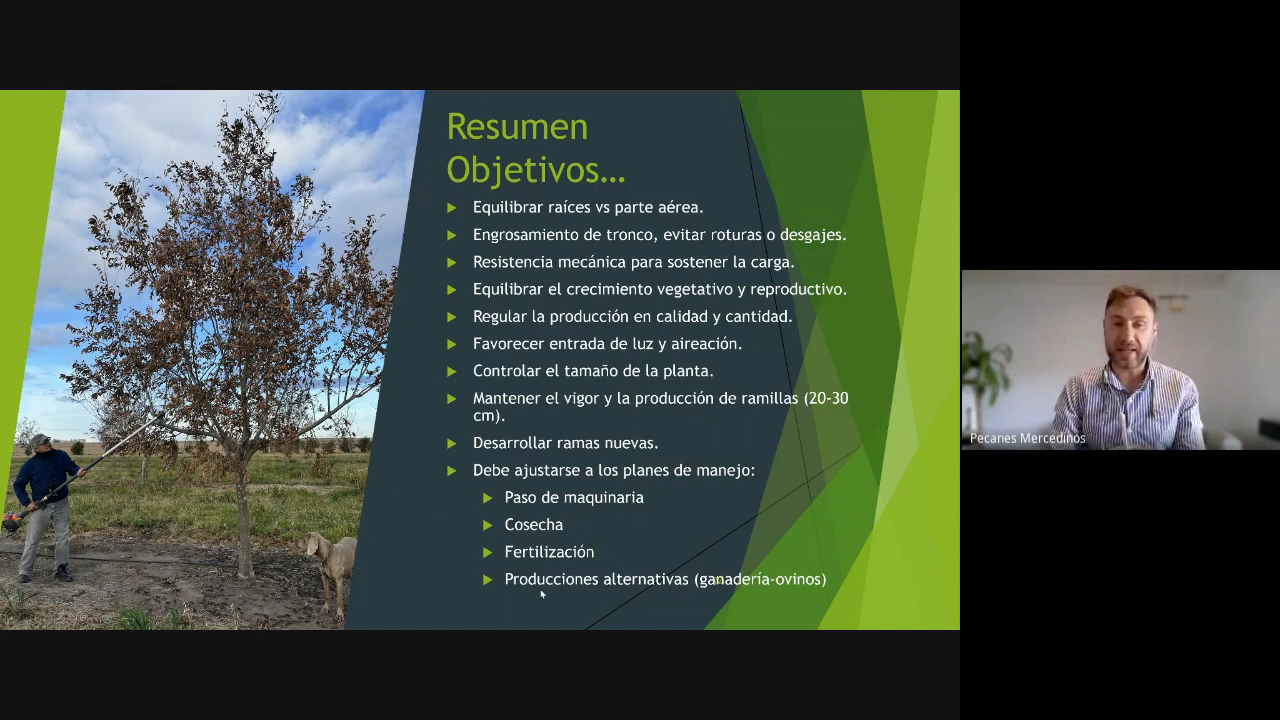 Resumen
Objetivos…
Equilibrar raíces vs parte aérea.
Engrosamiento de tronco, evitar roturas o desgajes.
Resistencia mecánica para sostener la carga.
Equilibrar el crecimiento vegetativo y reproductivo.
Regular la producción en calidad y cantidad.
Favorecer entrada de luz y aireación.
Controlar el tamaño de la planta.
Mantener el vigor y la producción de ramillas (20-30
cm).
Desarrollar ramas nuevas.
Debe ajustarse a los planes de manejo:
Paso de maquinaria
Cosecha
Fertilización
Producciones alternativas (ganadería-ovinos)
Pecanes Mercedinos